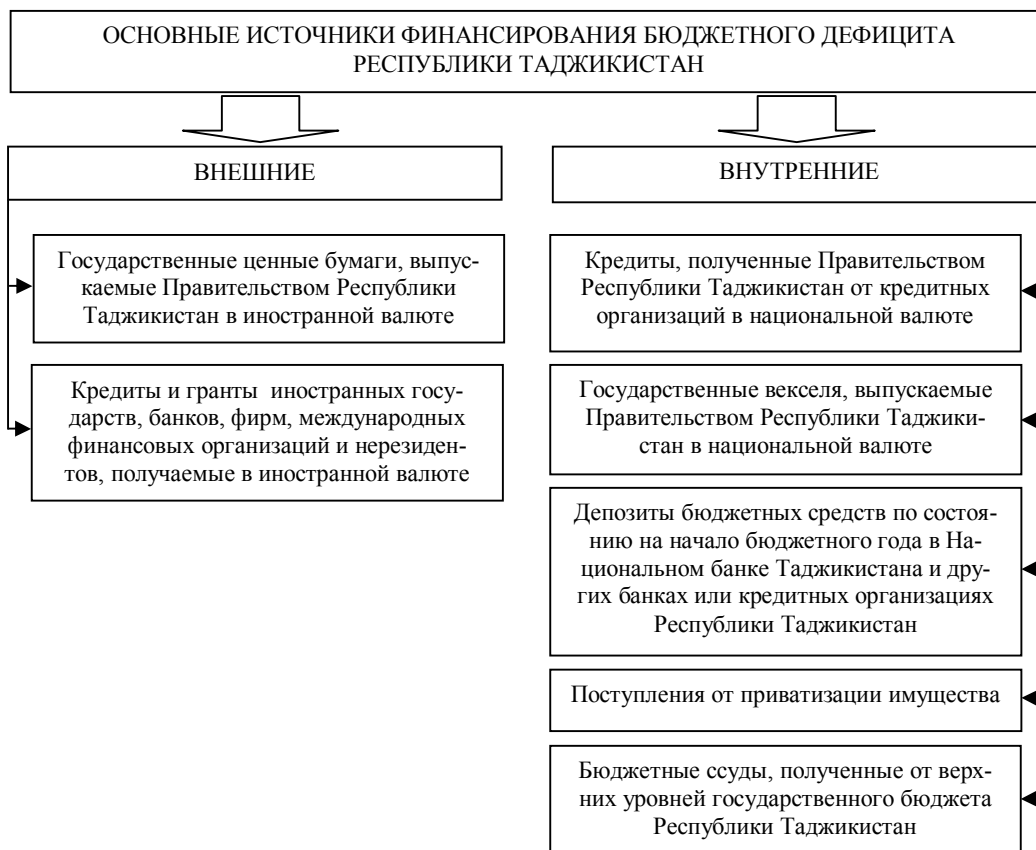 ОСНОВНЫЕ ИСТОЧНИКИ ФИНАНСИРОВАНИЯ БЮДЖЕТНОГО ДЕФИЦИТА
РЕСПУБЛИКИ ТАДЖИКИСТАН
ВНЕШНИЕ
Государственные ценные бумаги, выпус-
каемые Правительством Республики
Таджикистан в иностранной валюте
Кредиты и гранты иностранных госу-
дарств, банков, фирм, международных
финансовых организаций и нерезиден-
тов, получаемые в иностранной валюте
ВНУТРЕННИЕ
Кредиты, полученные Правительством
Республики Таджикистан от кредитных
организаций в национальной валюте
Государственные векселя, выпускаемые
Правительством Республики Таджики-
стан в национальной валюте
Депозиты бюджетных средств по состоя-
нию на начало бюджетного года в На-
циональном банке Таджикистана и дру-
гих банках или кредитных организациях
Республики Таджикистан
Поступления от приватизации имущества
Бюджетные ссуды, полученные от верх-
них уровней государственного бюджета
Республики Таджикистан